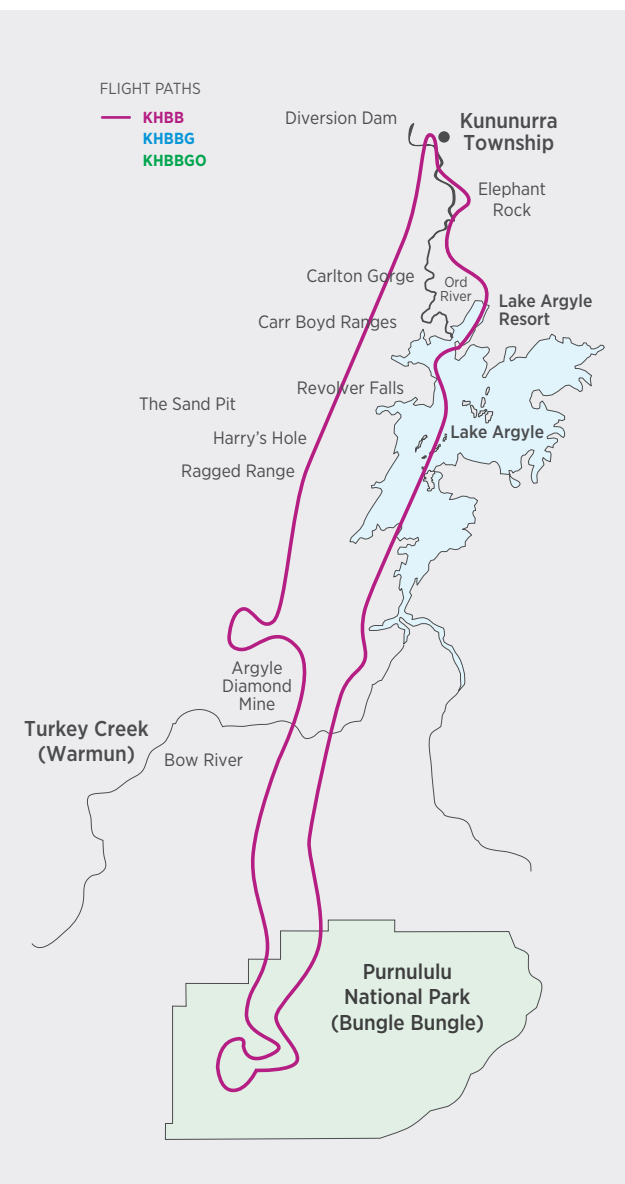 FLIGHT PATHS
KHBB
KHBBG
KHBBGO
Diversion Dam
Kununurra
Township
Elephant
Rock
Carlton Gorge
Ord
River
Lake Argyle
Resort
Carr Boyd Ranges
Revolver Falls
The Sand Pit
Lake Argyle
Harry's Hole
Ragged Range
Argyle
Diamond
Mine
Turkey Creek
(Warmun)
Bow River
Purnululu
National Park
(Bungle Bungle)